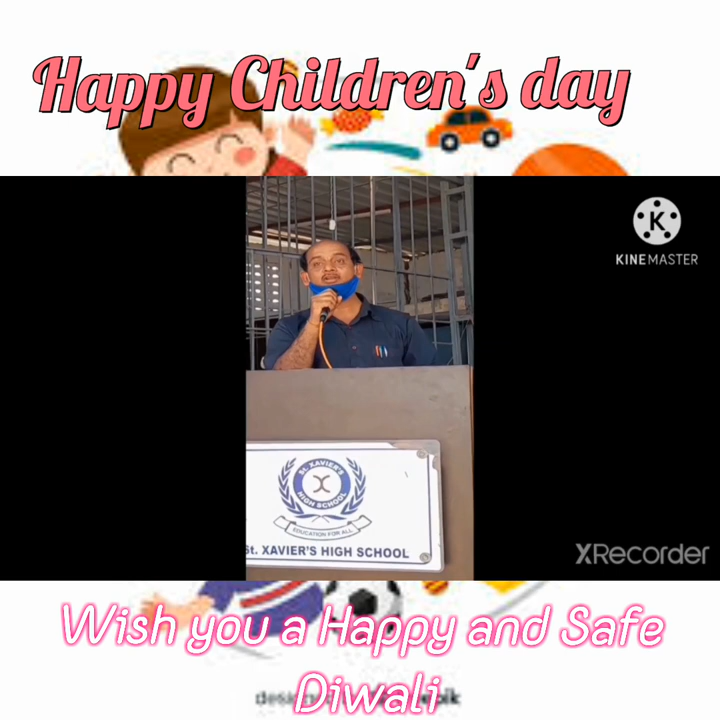 Happy Children's day
KINEMASTER
ST. XAVIER'S
HIGH SCHOOL
EDUCATION FOR ALL
St. XAVIER'S HIGH SCHOOL
XRecorder
Wish you a Happy and Safe
Diwali